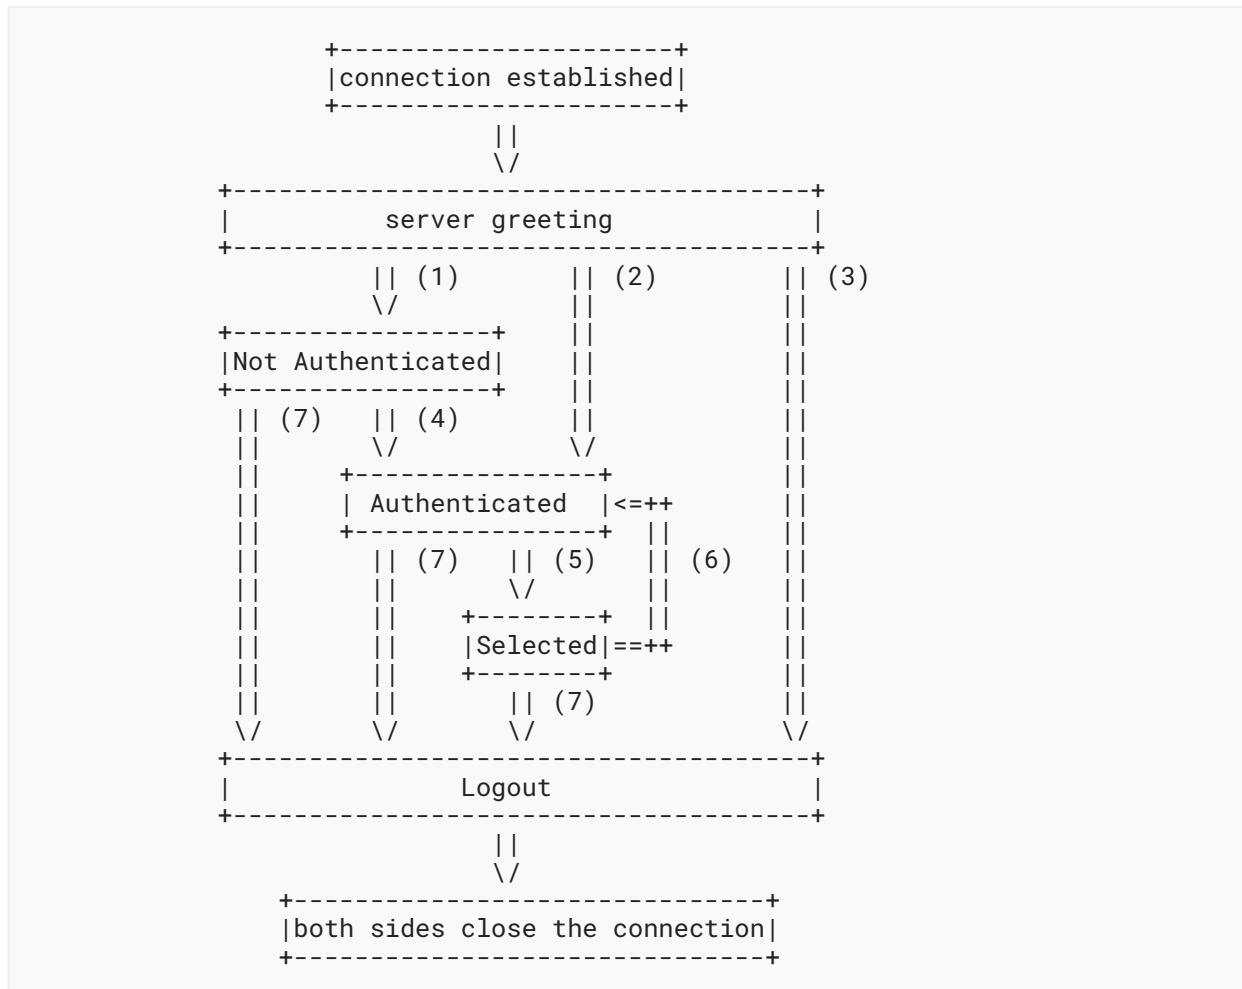 +----------------------+
|connection established|
+----------------------+
           ||
           \/
+--------------------------------------+
|          server greeting             |
+--------------------------------------+
          || (1)       || (2)        || (3)
          \/           ||            ||
+-----------------+    ||            ||
|Not Authenticated|    ||            ||
+-----------------+    ||            ||
 || (7)   || (4)       ||            ||
 ||       \/           \/            ||
 ||     +----------------+           ||
 ||     | Authenticated  |<=++       ||
 ||     +----------------+  ||       ||
 ||       || (7)   || (5)   || (6)   ||
 ||       ||       \/       ||       ||
 ||       ||    +--------+  ||       ||
 ||       ||    |Selected|==++       ||
 ||       ||    +--------+           ||
 ||       ||       || (7)            ||
 \/       \/       \/                \/
+--------------------------------------+
|               Logout                 |
+--------------------------------------+
                  ||
                  \/
    +-------------------------------+
    |both sides close the connection|
    +-------------------------------+